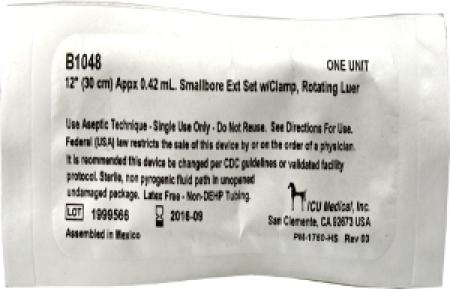 B1048 ONE UNIT
12" (30 cm) Appx 0.42 mL. Smallbore Ext Set w/Clamp, Rotating Luer
Use Aseptic Technique - Single Use Only - Do Not Reuse. See Directions For Use.
Federal (USA) law restricts the sale of this device by or on the order of a physician.
It is recommended this device be changed per CDC guidelines or validated facility
protocol. Sterile, non pyrogenic fluid path in unopened
undamaged package. Latex Free - Non-DEHP Tubing.
LOT 1999566 2016-09
Assembled in Mexico
ICU Medical, Inc.
San Clemente, CA 92673 USA
PM-1760-HS Rev 03